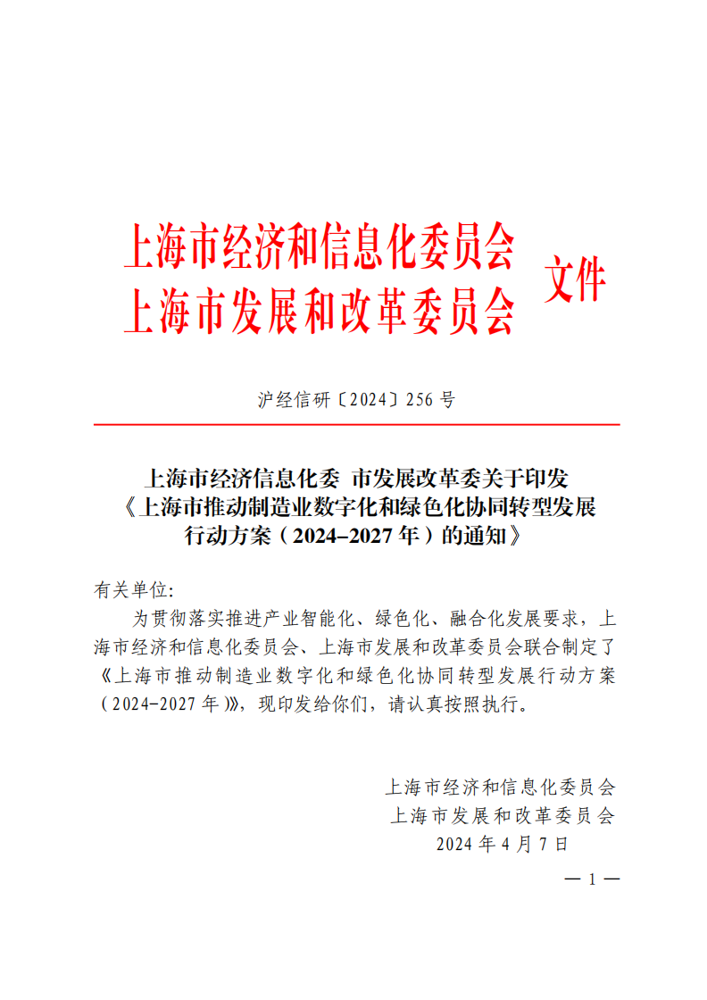 上海市经济和信息化委员会
上海市发展和改革委员会
文件
沪经信研〔2024〕256 号
上海市经济信息化委 市发展改革委关于印发
《上海市推动制造业数字化和绿色化协同转型发展
行动方案（2024-2027 年）的通知》
有关单位：
为贯彻落实推进产业智能化、绿色化、融合化发展要求，上
海市经济和信息化委员会、上海市发展和改革委员会联合制定了
《上海市推动制造业数字化和绿色化协同转型发展行动方案
（2024-2027 年）》，现印发给你们，请认真按照执行。
上海市经济和信息化委员会
上海市发展和改革委员会
2024 年 4 月 7 日
— 1 —